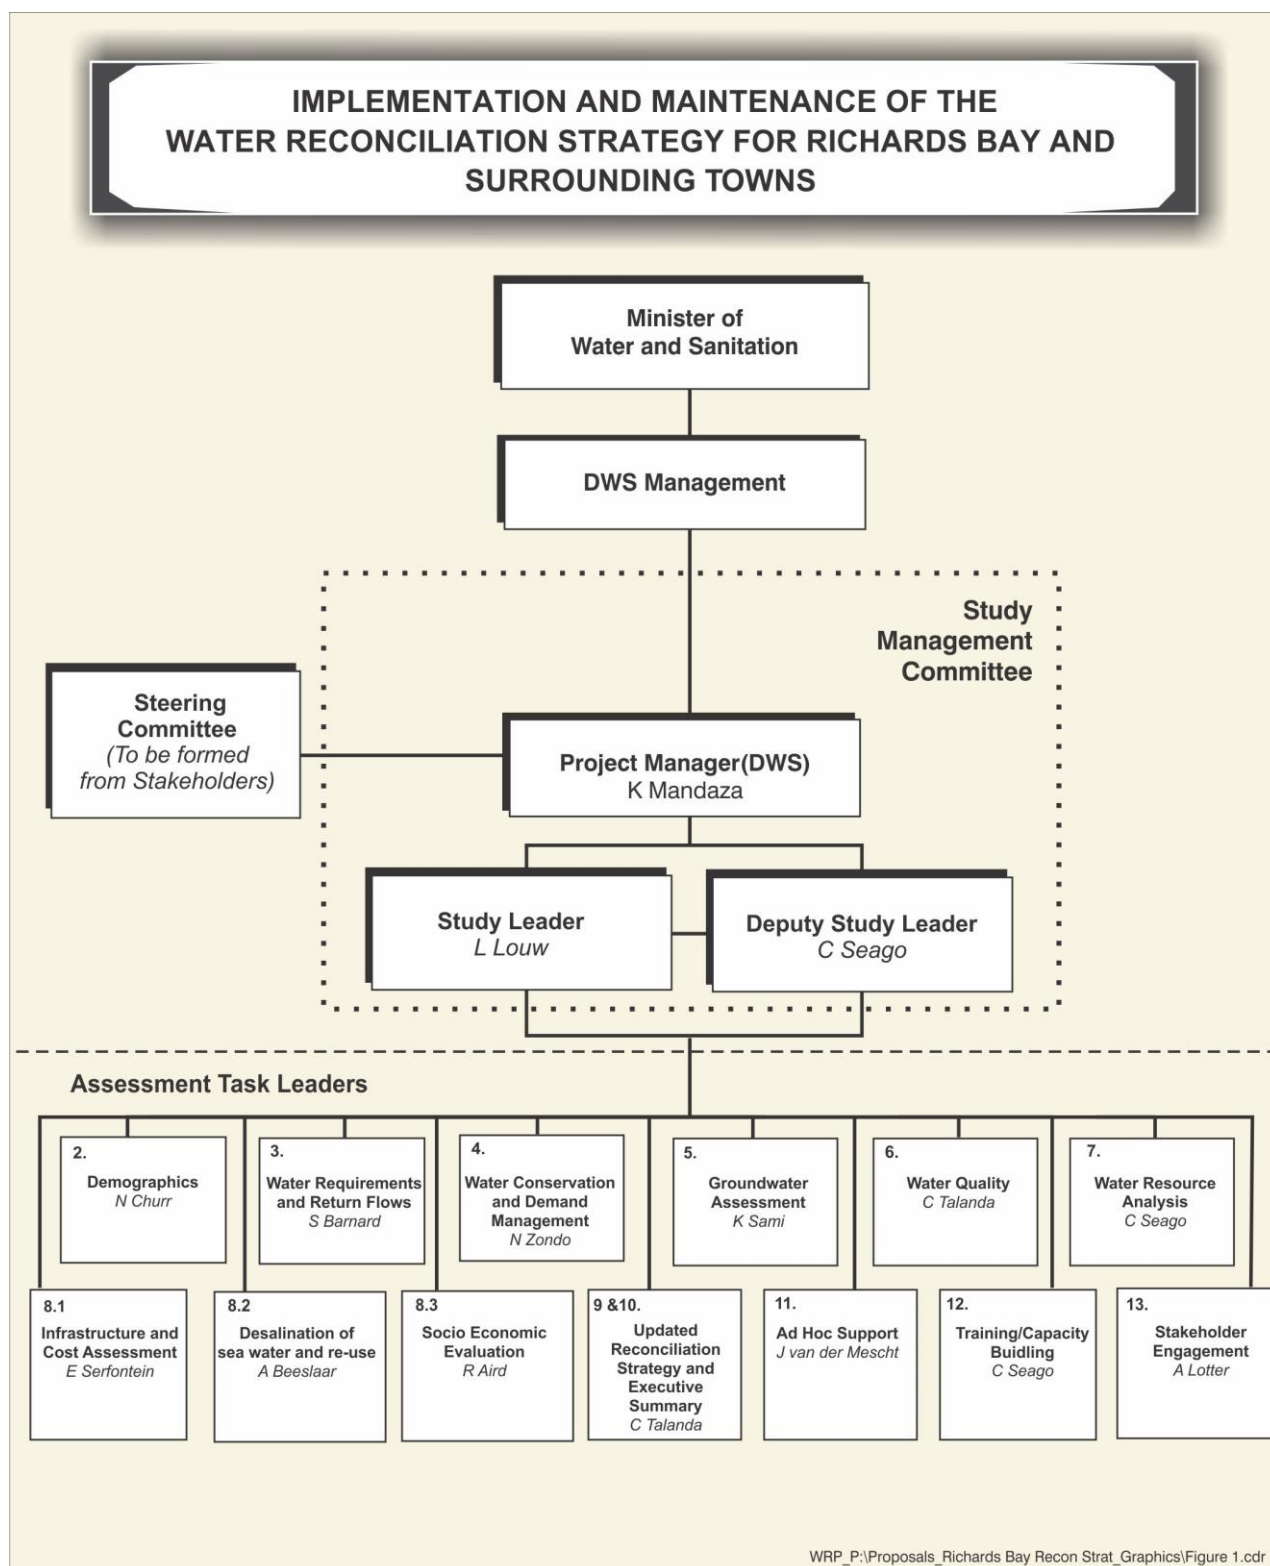 IMPLEMENTATION AND MAINTENANCE OF THE
WATER RECONCILIATION STRATEGY FOR RICHARDS BAY AND
SURROUNDING TOWNS
Minister of
Water and Sanitation
DWS Management
Study
Management
Committee
Steering
Committee
(To be formed
from Stakeholders)
Project Manager(DWS)
K Mandaza
Study Leader
L Louw
Deputy Study Leader
C Seago
Assessment Task Leaders
2.
Demographics
N Churr
3.
Water Requirements
and Return Flows
S Barnard
4.
Water Conservation
and Demand
Management
N Zondo
5.
Groundwater
Assessment
K Sami
6.
Water Quality
C Talanda
7.
Water Resource
Analysis
C Seago
8.1
Infrastructure and
Cost Assessment
E Serfontein
8.2
Desalination of
sea water and re-use
A Beeslaar
8.3
Socio Economic
Evaluation
R Aird
9 &10.
Updated
Reconciliation
Strategy and
Executive
Summary
C Talanda
11.
Ad Hoc Support
J van der Mescht
12.
Training/Capacity
Buidling
C Seago
13.
Stakeholder
Engagement
A Lotter
WRP_P:\Proposals_Richards Bay Recon Strat_Graphics\Figure 1.cdr